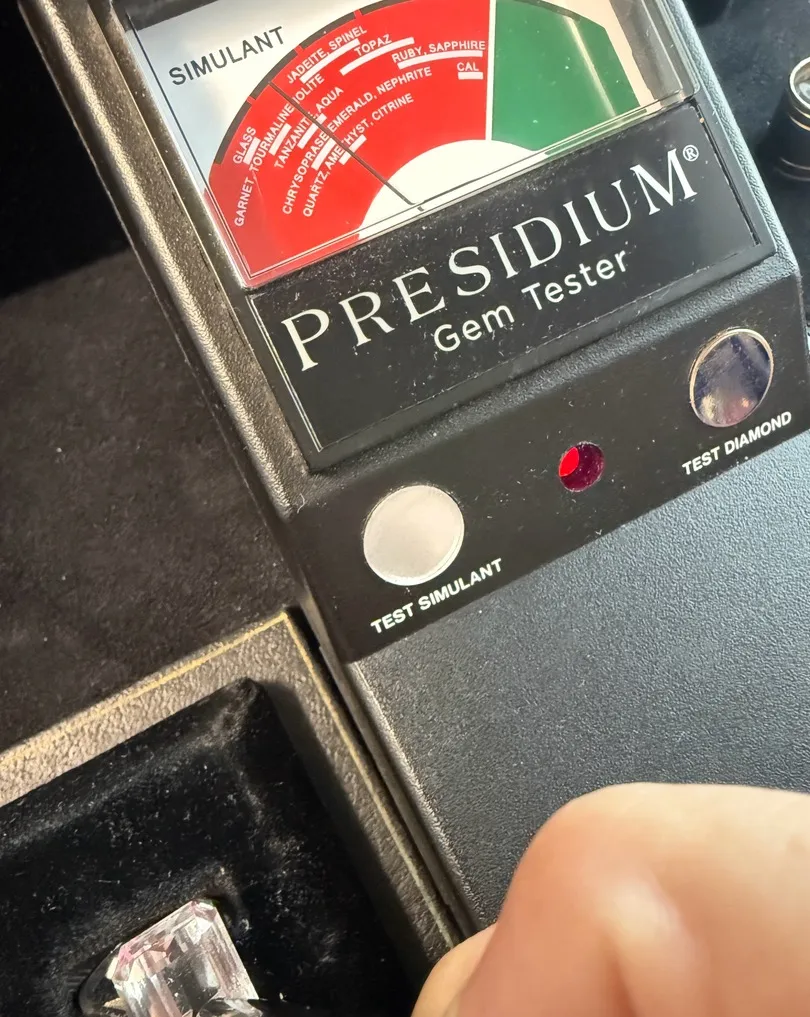 SIMULANT
JADEITE, SPINEL
TOPAZ
RUBY, SAPPHIRE
CAL
GLASS
IOLITE
GARNET, TOURMALINE
TANZANITE, AQUA
CHRYSOPRASE, EMERALD, NEPHRITE
QUARTZ, AMETHYST, CITRINE
PRESIDIUM®
Gem Tester
TEST SIMULANT
TEST DIAMOND